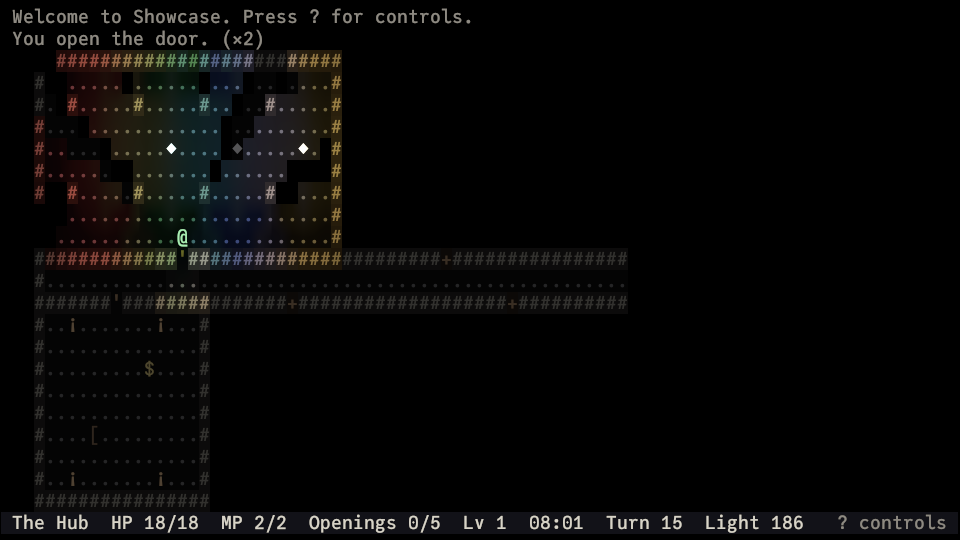 Welcome to Showcase. Press ? for controls.
You open the door. (×2)
The Hub HP 18/18 MP 2/2 Openings 0/5 Lv 1 08:01 Turn 15 Light 186 ? controls